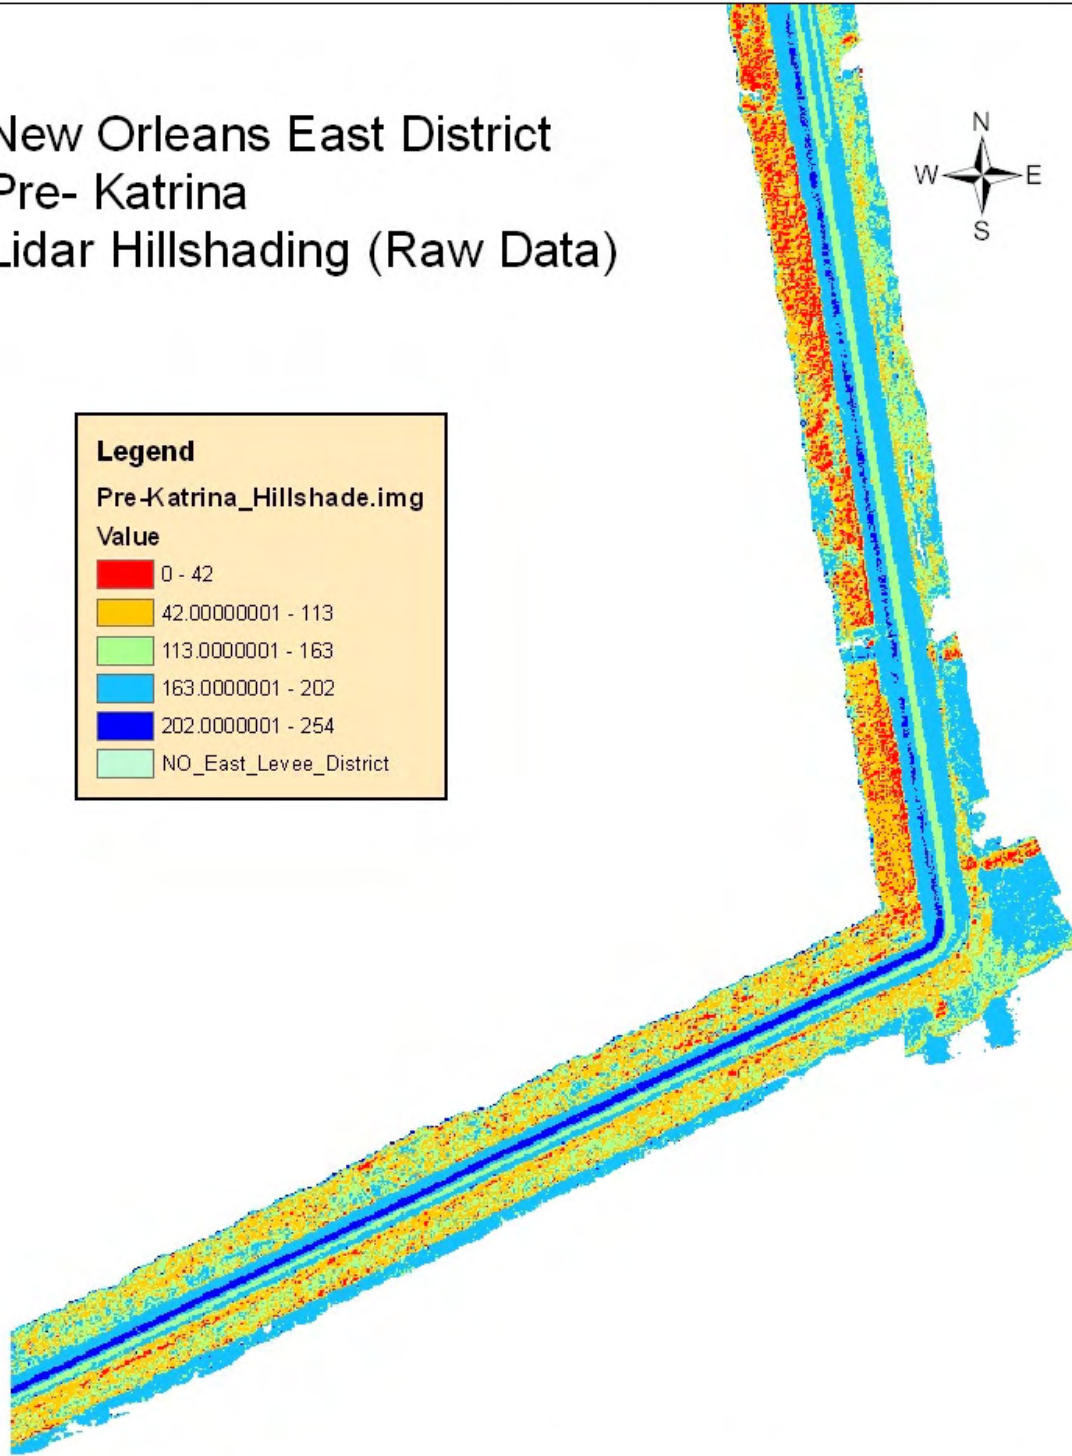 New Orleans East District
Pre- Katrina
Lidar Hillshading (Raw Data)
N
W E
S
Legend
Pre-Katrina_Hillshade.img
Value
0 - 42
42.00000001 - 113
113.0000001 - 163
163.0000001 - 202
202.0000001 - 254
NO_East_Levee_District